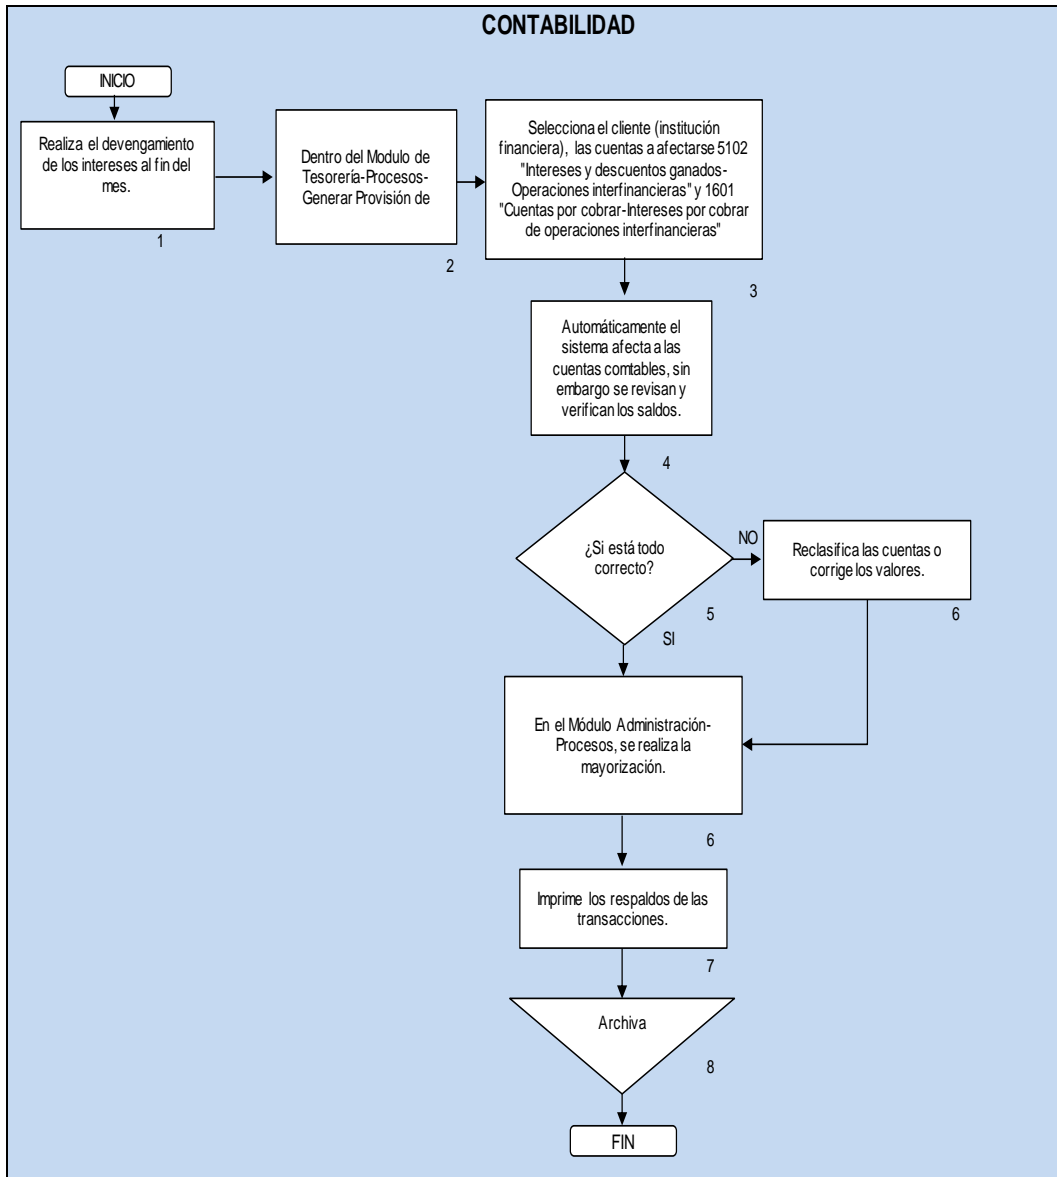 CONTABILIDAD
INICIO
Realiza el devengamiento
de los intereses al fin del
mes.
1
Dentro del Modulo de
Tesorería-Procesos-
Generar Provisión de
2
Selecciona el cliente (institución
financiera), las cuentas a afectarse 5102
"Intereses y descuentos ganados-
Operaciones interfinancieras" y 1601
"Cuentas por cobrar-Intereses por cobrar
de operaciones interfinancieras"
3
Automáticamente el
sistema afecta a las
cuentas comtables, sin
embargo se revisan y
verifican los saldos.
4
¿Si está todo
correcto?
5
NO
Reclasifica las cuentas o
corrige los valores.
6
SI
En el Módulo Administración-
Procesos, se realiza la
mayorización.
6
Imprime los respaldos de las
transacciones.
7
Archiva
8
FIN